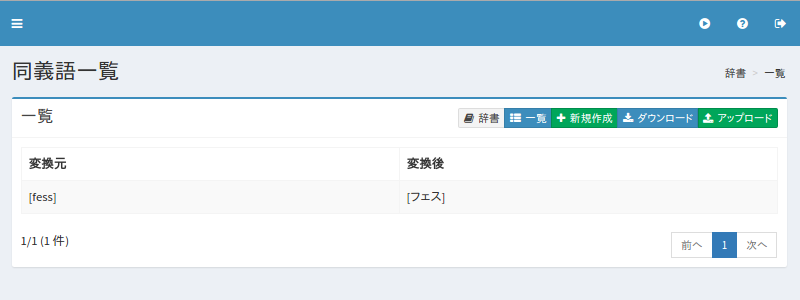 同義語一覧
辞書 > 一覧
一覧
辞書 一覧 新規作成 ダウンロード アップロード
変換元 変換後
[fess] [フェス]
1/1 (1 件)
前へ 1 次へ